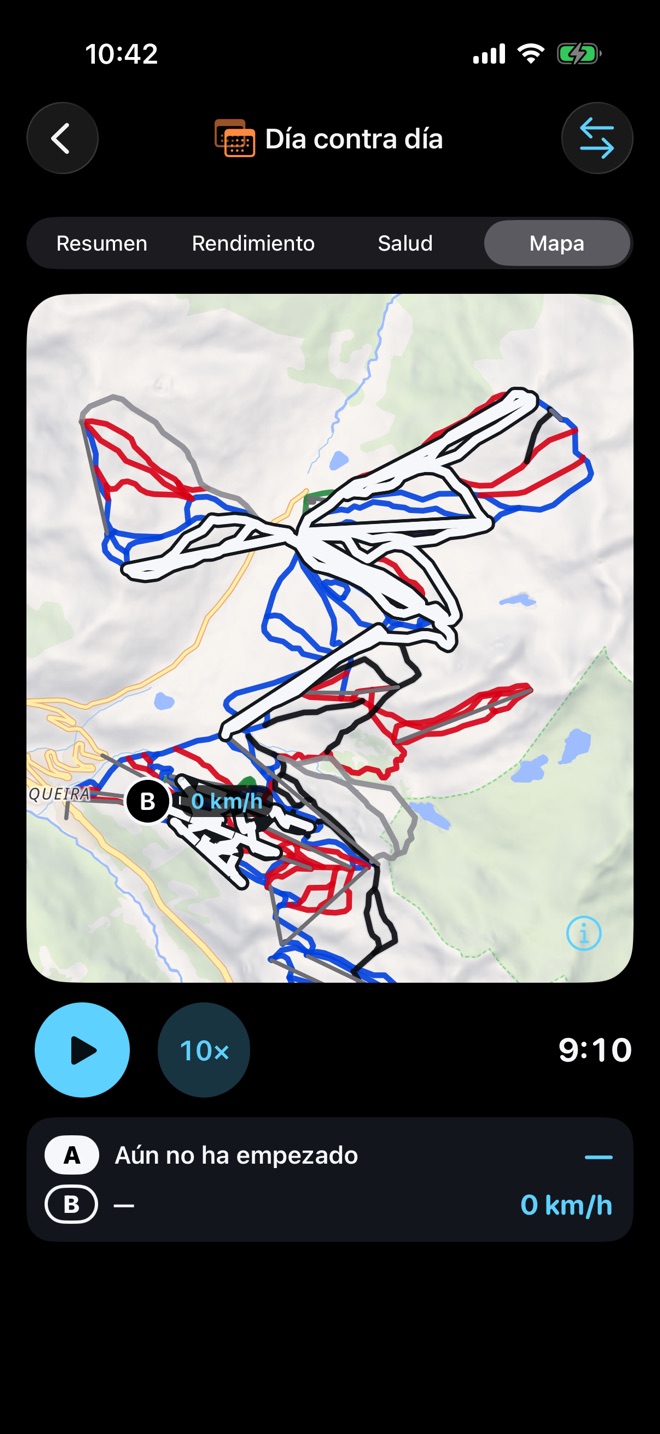 10:42
Día contra día
Resumen Rendimiento Salud Mapa
QUEIRA
B 0 km/h
10×
9:10
A Aún no ha empezado —
B — 0 km/h